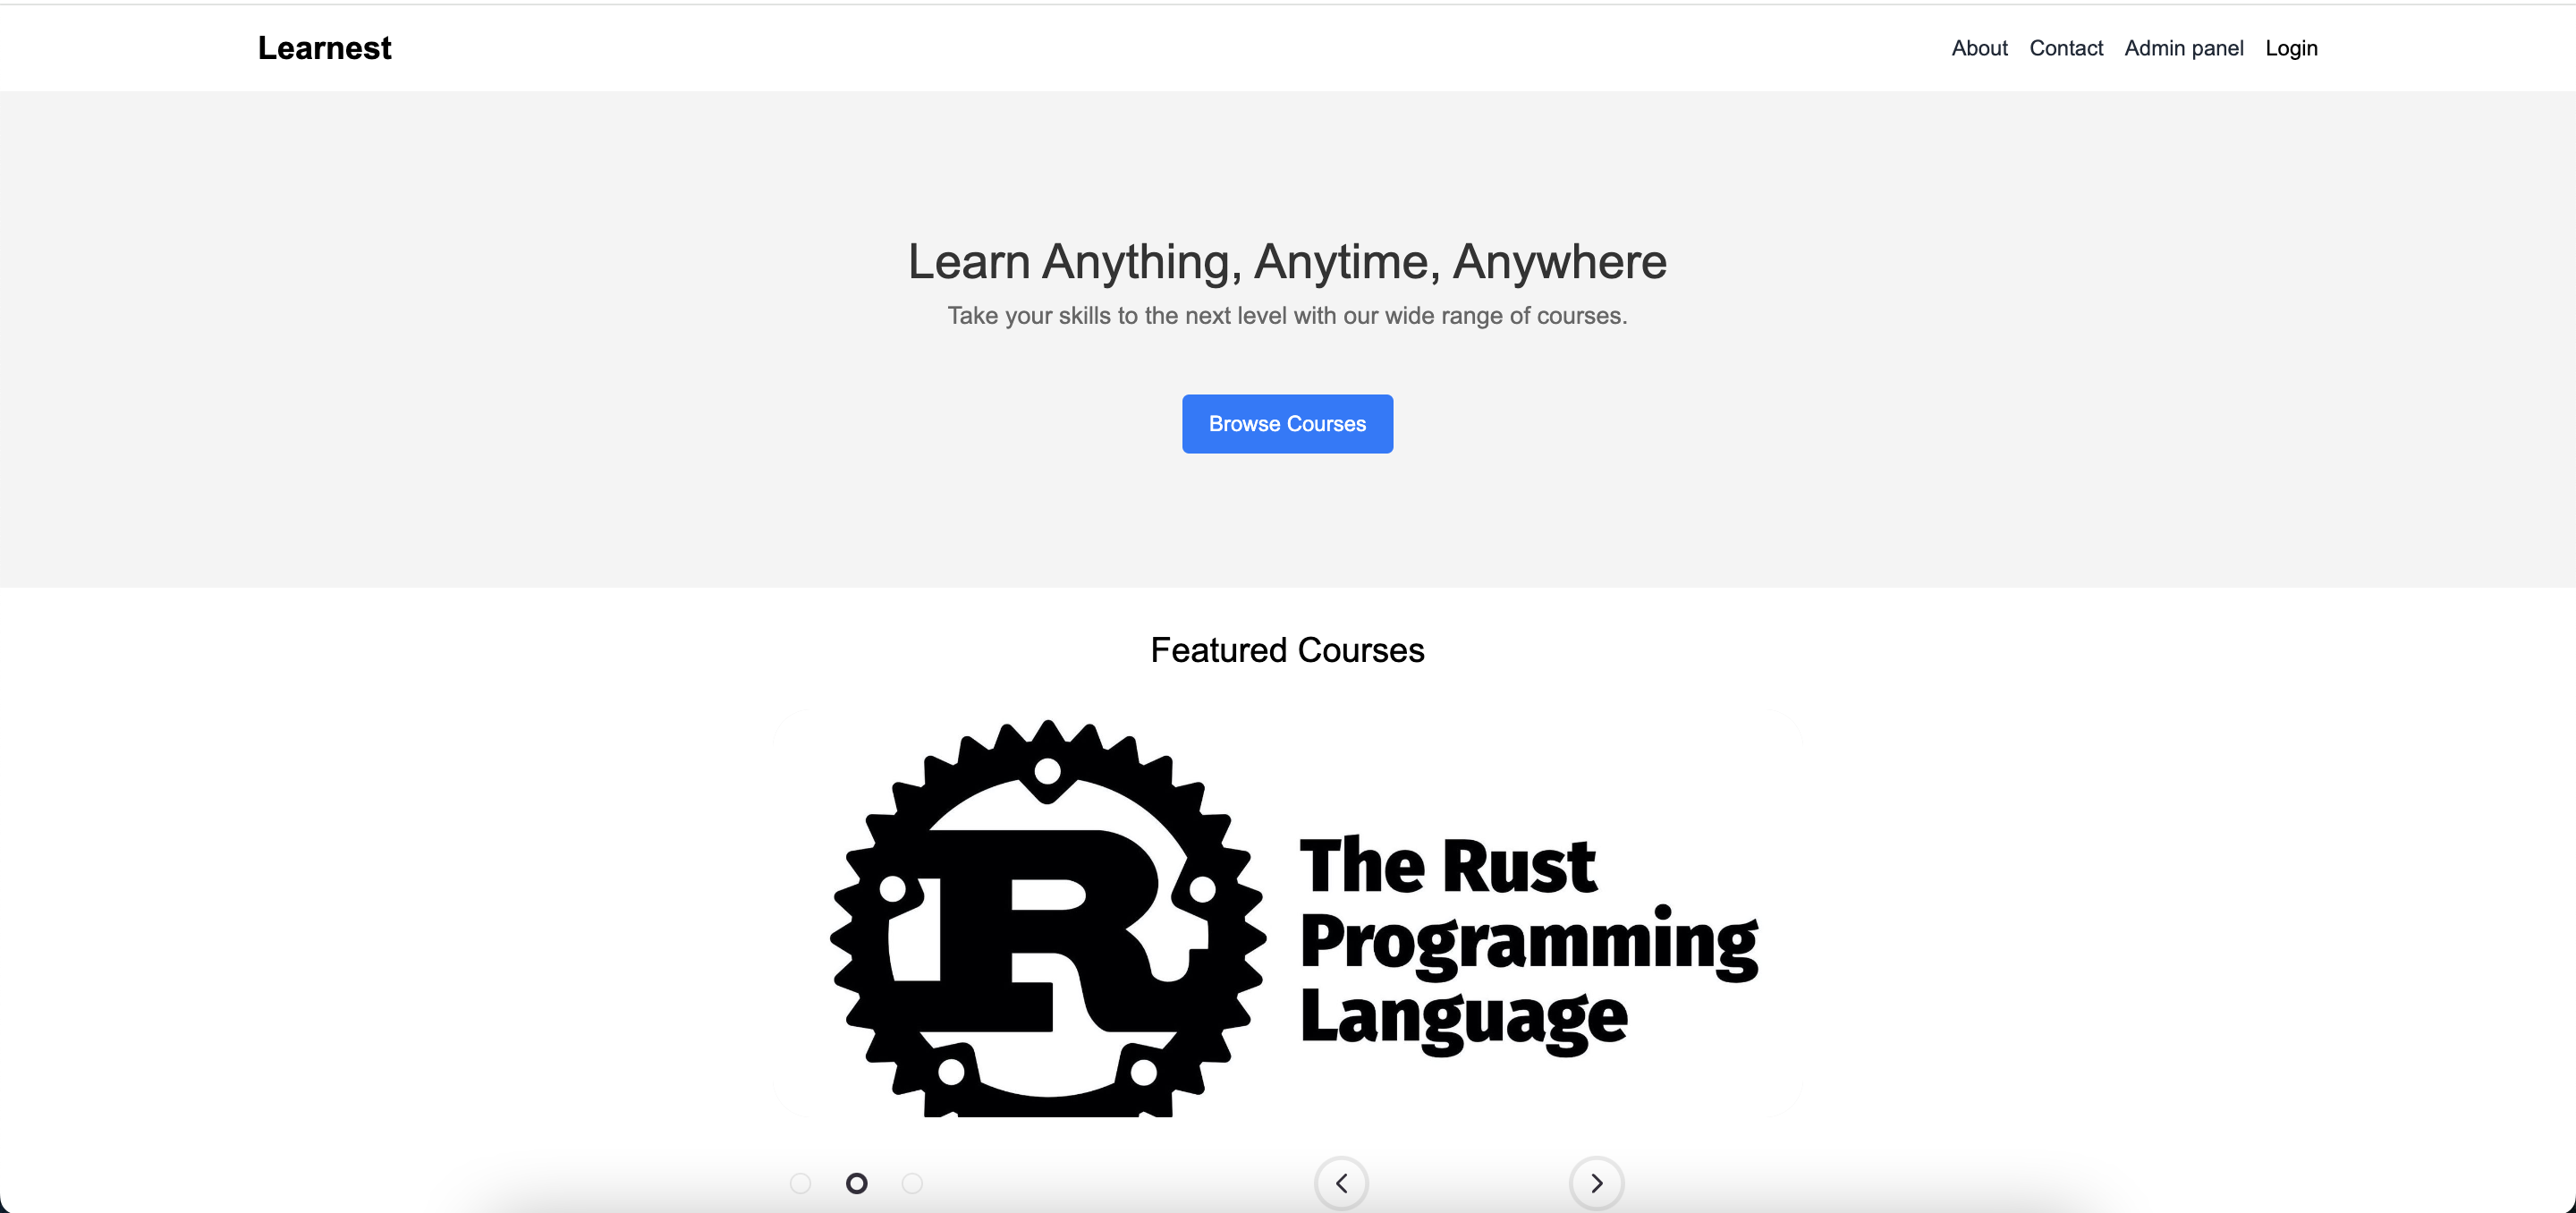 Learnest
About Contact Admin panel Login
Learn Anything, Anytime, Anywhere
Take your skills to the next level with our wide range of courses.
Browse Courses
Featured Courses
R
The Rust
Programming
Language